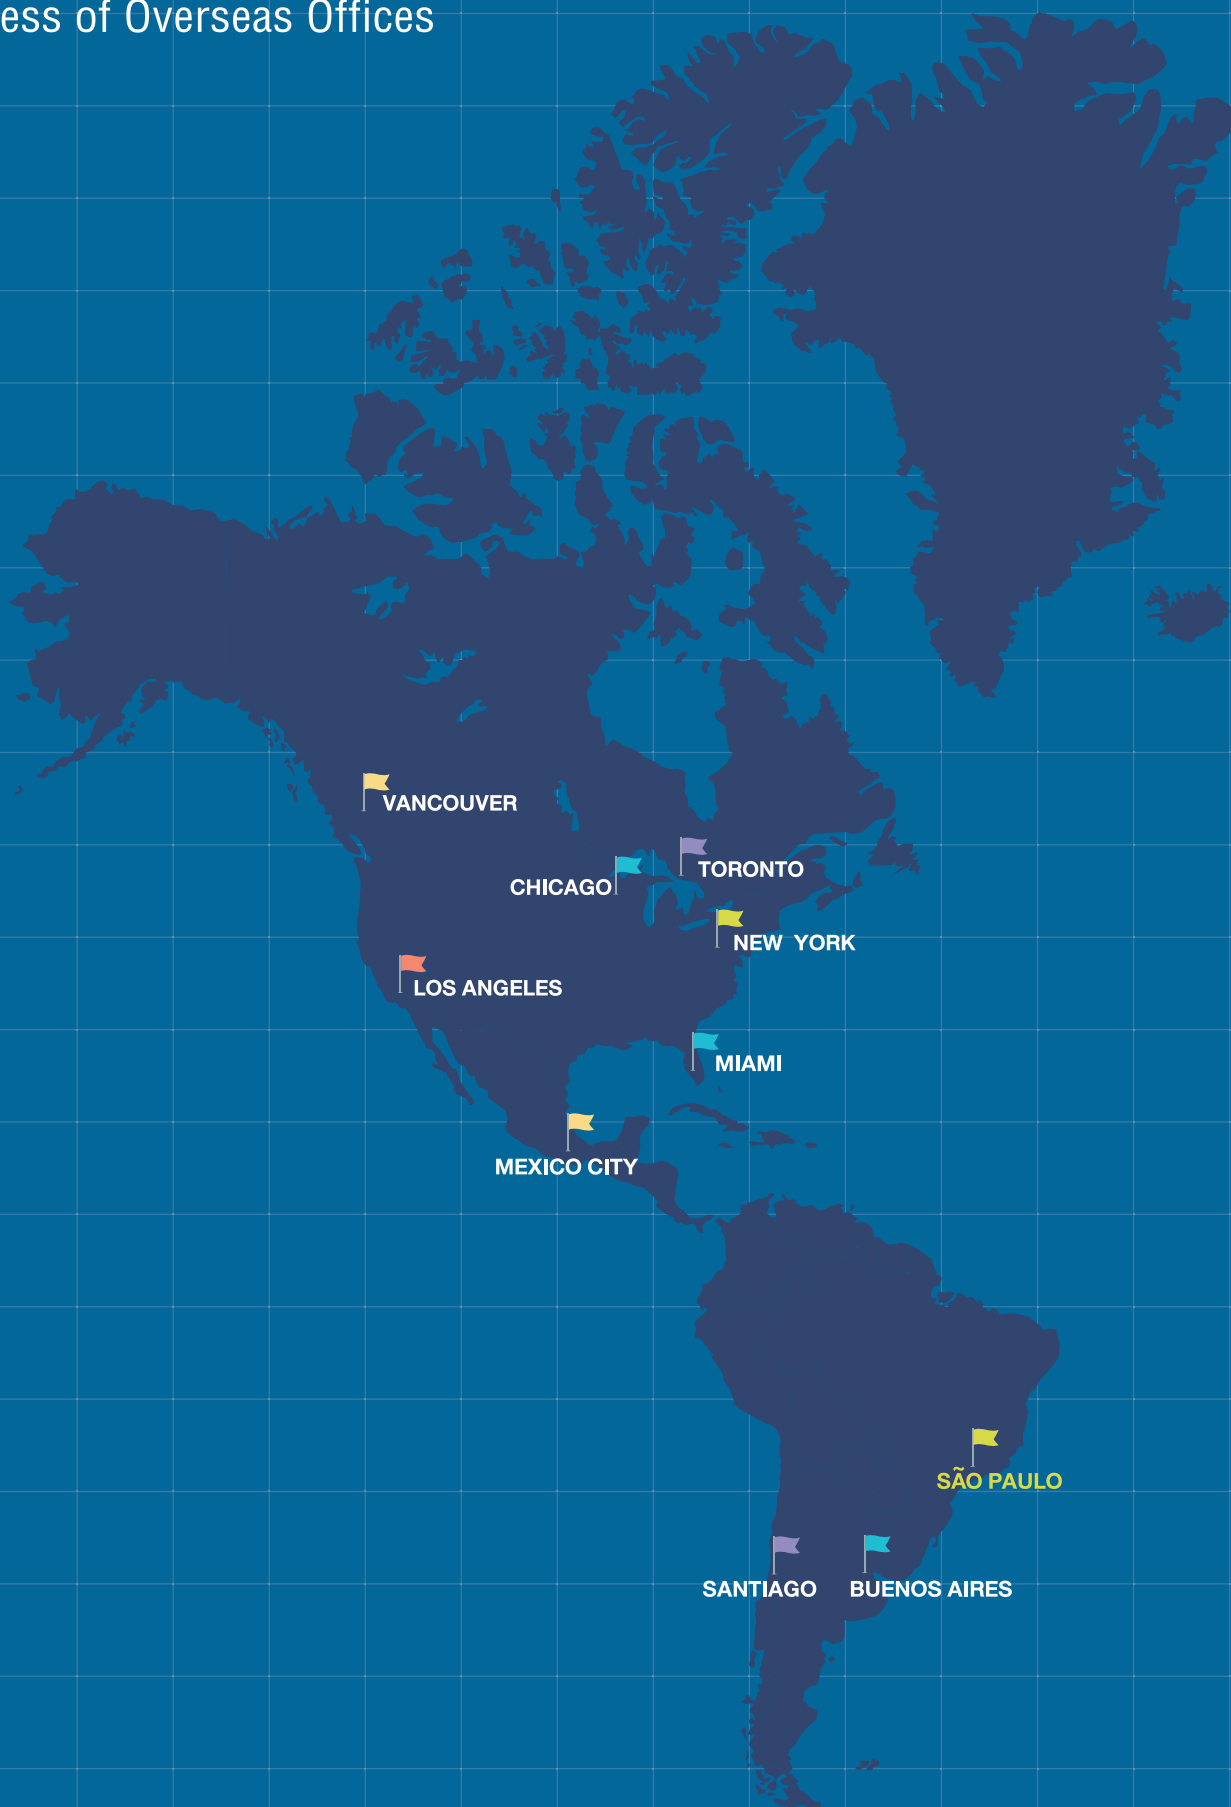 ess of Overseas Offices
VANCOUVER
TORONTO
CHICAGO
NEW YORK
LOS ANGELES
MIAMI
MEXICO CITY
SÃO PAULO
SANTIAGO
BUENOS AIRES